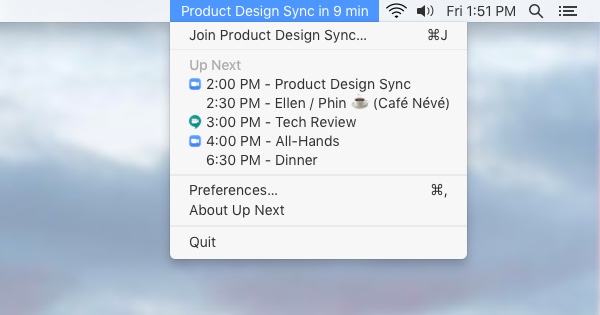 Product Design Sync in 9 min Fri 1:51 PM
Join Product Design Sync... ⌘J
Up Next
2:00 PM - Product Design Sync
2:30 PM - Ellen / Phin ☕ (Café Névé)
3:00 PM - Tech Review
4:00 PM - All-Hands
6:30 PM - Dinner
Preferences... ⌘,
About Up Next
Quit